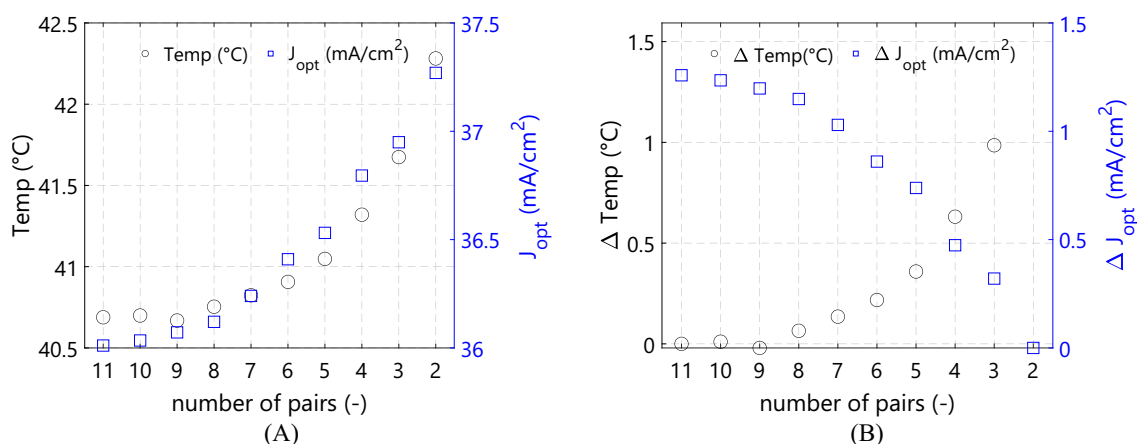 Temp (°C) J_opt (mA/cm²)
42.5
42
41.5
41
40.5
Temp (°C)
37.5
37
36.5
36
J_opt (mA/cm²)
11 10 9 8 7 6 5 4 3 2
number of pairs (-)
(A)
Δ Temp(°C) Δ J_opt (mA/cm²)
1.5
1
0.5
0
Δ Temp (°C)
1.5
1
0.5
0
Δ J_opt (mA/cm²)
11 10 9 8 7 6 5 4 3 2
number of pairs (-)
(B)